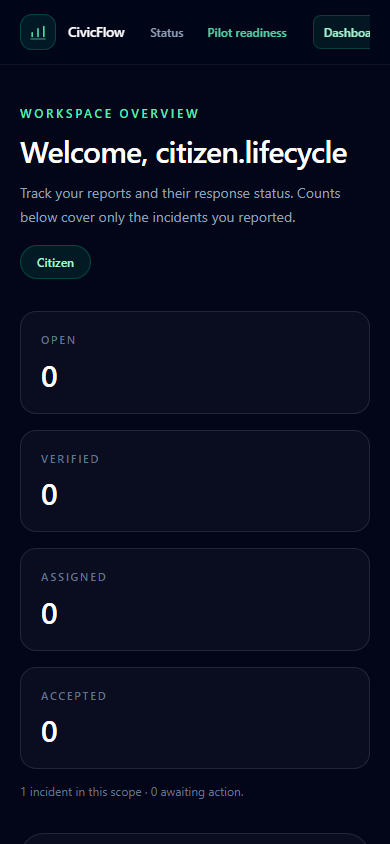 CivicFlow Status Pilot readiness Dashboa
WORKSPACE OVERVIEW
Welcome, citizen.lifecycle
Track your reports and their response status. Counts
below cover only the incidents you reported.
Citizen
OPEN
0
VERIFIED
0
ASSIGNED
0
ACCEPTED
0
1 incident in this scope · 0 awaiting action.